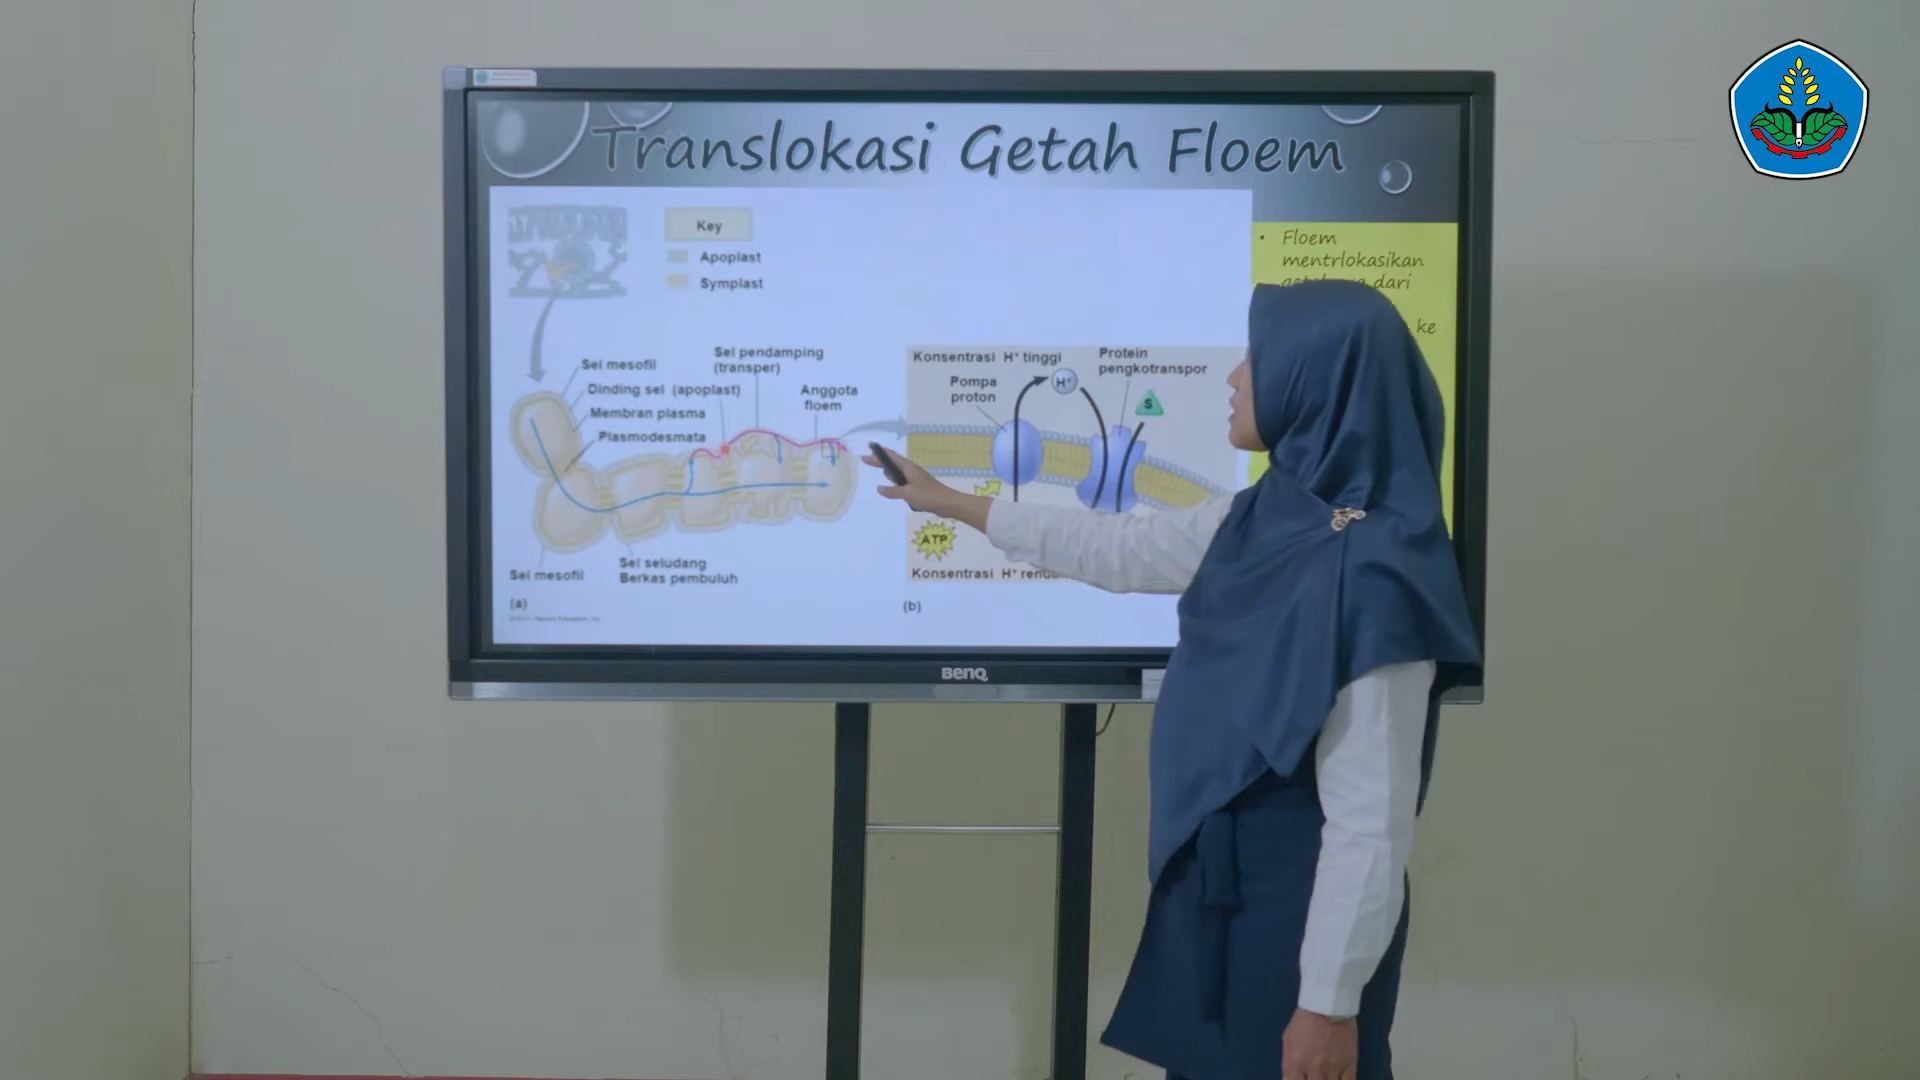 Translokasi Getah Floem
Key
Apoplast
Symplast
Sel mesofil
Dinding sel (apoplast)
Membran plasma
Plasmodesmata
Sel pendamping
(transper)
Anggota
floem
Sel mesofil
Sel seludang
Berkas pembuluh
(a)
Konsentrasi H⁺ tinggi
Pompa
proton
H⁺
Protein
pengkotranspor
S
ATP
Konsentrasi H⁺
(b)
• Floem
mentrlokasikan
dari
ke
BenQ